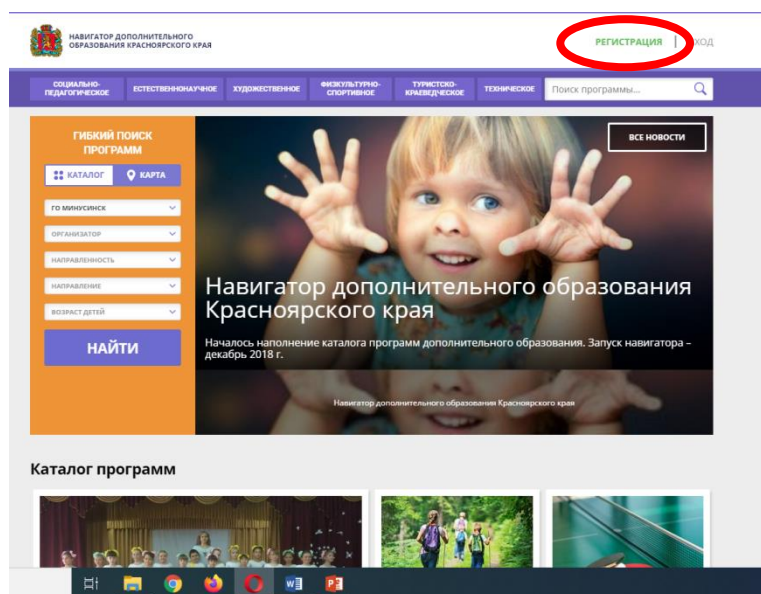 НАВИГАТОР ДОПОЛНИТЕЛЬНОГО
ОБРАЗОВАНИЯ КРАСНОЯРСКОГО КРАЯ
РЕГИСТРАЦИЯ
ХОД
СОЦИАЛЬНО-
ПЕДАГОГИЧЕСКОЕ
ЕСТЕСТВЕННОНАУЧНОЕ
ХУДОЖЕСТВЕННОЕ
ФИЗКУЛЬТУРНО-
СПОРТИВНОЕ
ТУРИСТСКО-
КРАЕВЕДЧЕСКОЕ
ТЕХНИЧЕСКОЕ
Поиск программы...
ГИБКИЙ ПОИСК
ПРОГРАММ
КАТАЛОГ
КАРТА
ГО МИНУСИНСК
ОРГАНИЗАТОР
НАПРАВЛЕННОСТЬ
НАПРАВЛЕНИЕ
ВОЗРАСТ ДЕТЕЙ
НАЙТИ
ВСЕ НОВОСТИ
Навигатор дополнительного образования
Красноярского края
Началось наполнение каталога программ дополнительного образования. Запуск навигатора –
декабрь 2018 г.
Навигатор дополнительного образования Красноярского края
Каталог программ